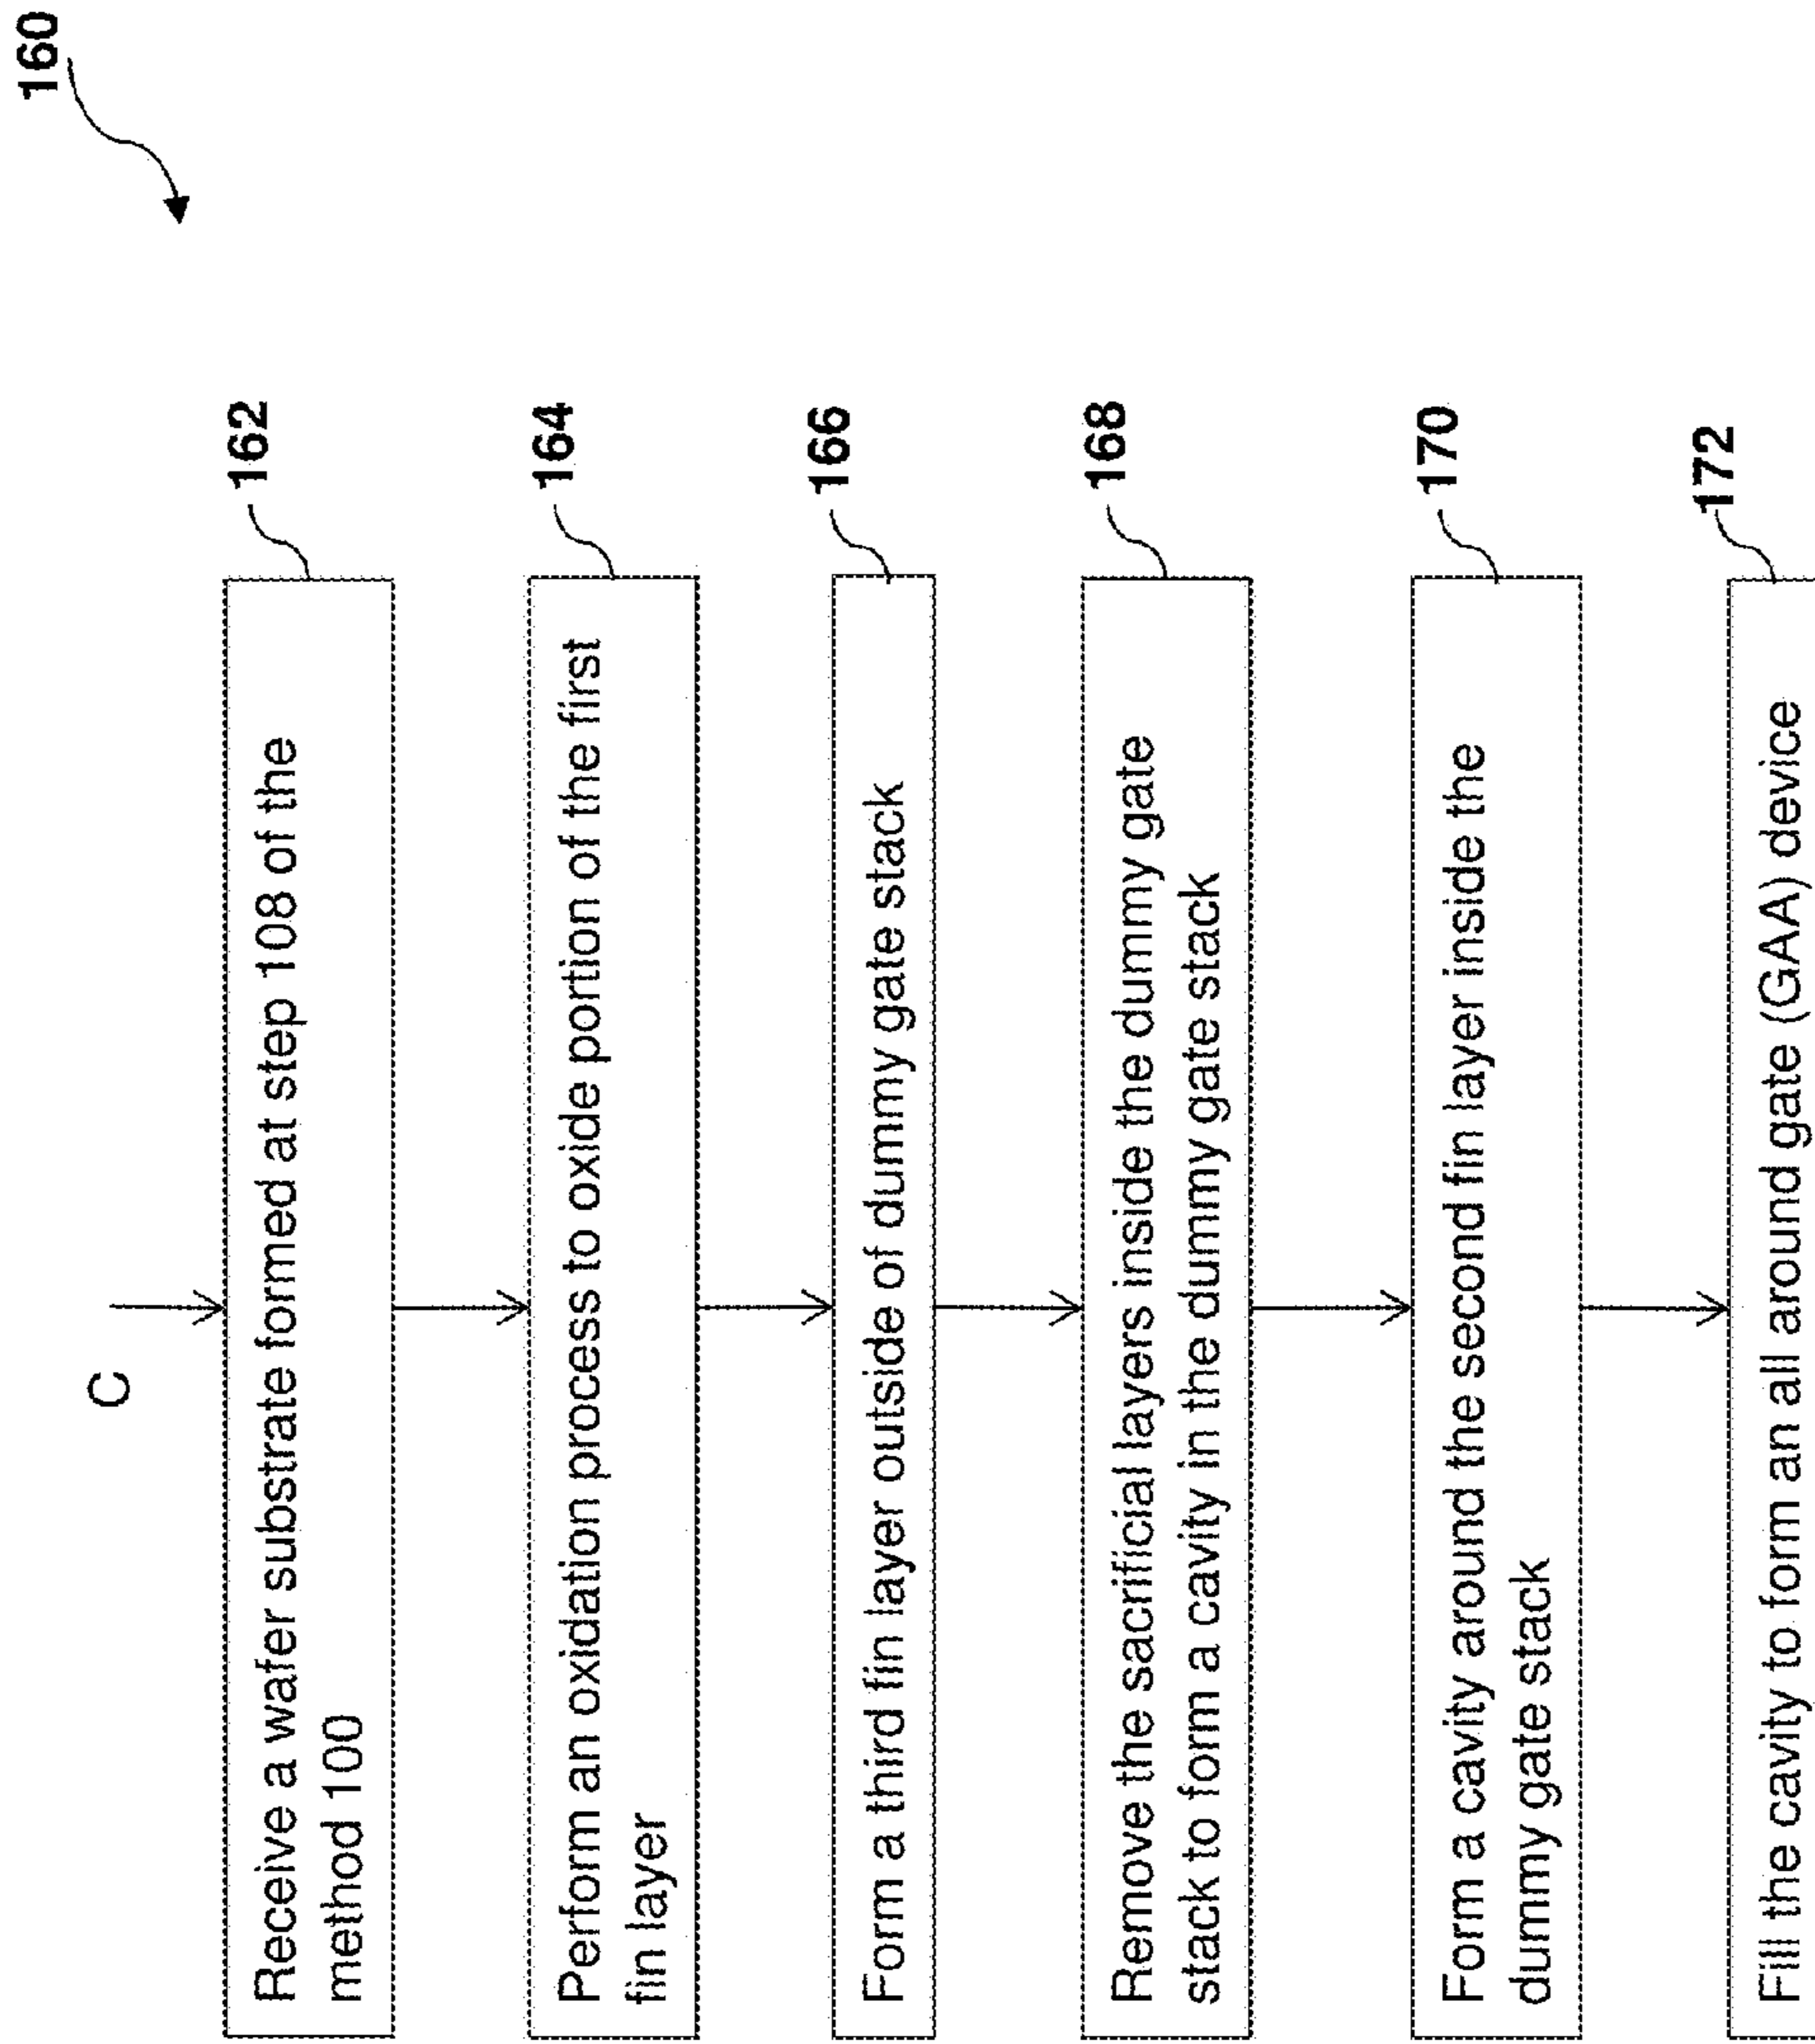 160
C
Receive a wafer substrate formed at step 108 of the
method 100
162
Perform an oxidation process to oxide portion of the first
fin layer
164
Form a third fin layer outside of dummy gate stack
166
Remove the sacrificial layers inside the dummy gate
stack to form a cavity in the dummy gate stack
168
Form a cavity around the second fin layer inside the
dummy gate stack
170
Fill the cavity to form an all around gate (GAA) device
172